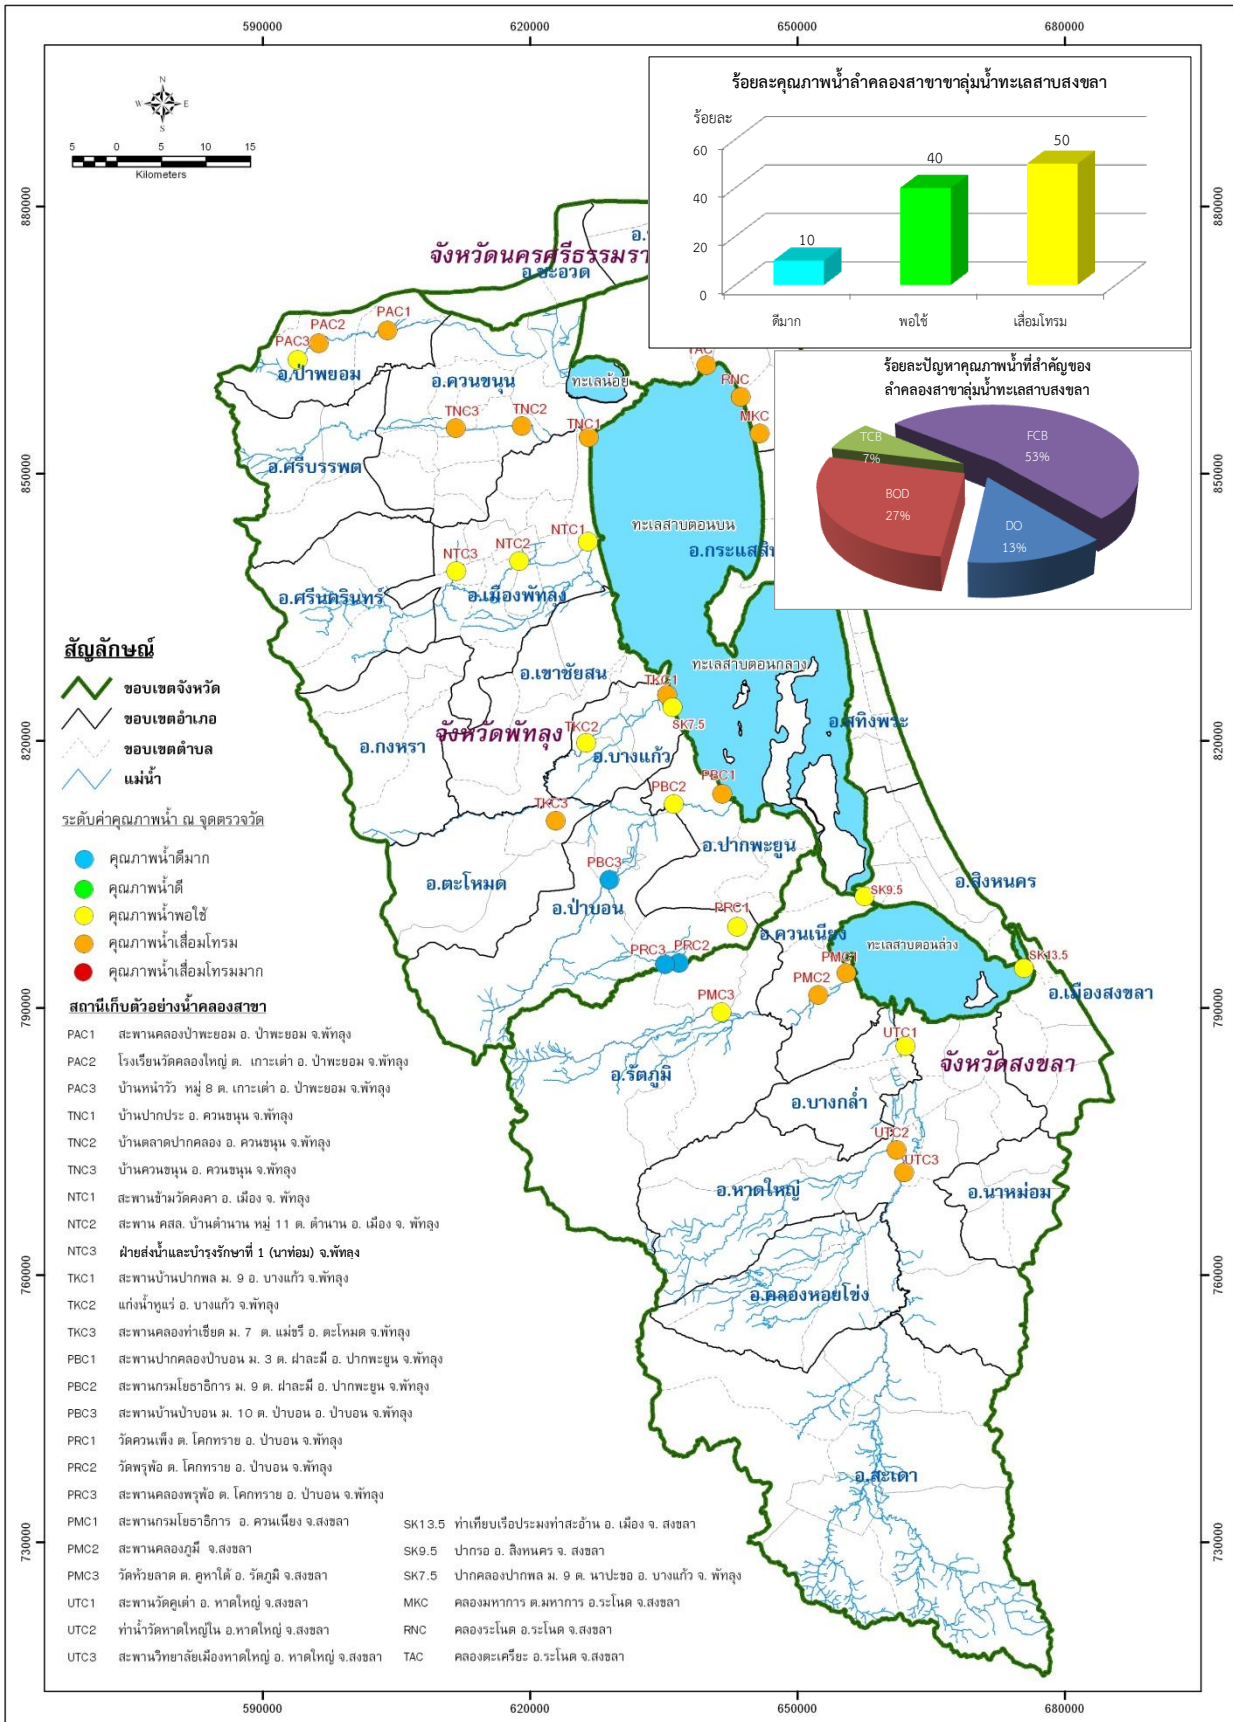 590000 620000 650000 680000
N
W E
S
5 0 5 10 15
Kilometers
ร้อยละคุณภาพน้ำลำคลองสาขาขาลุ่มน้ำทะเลสาบสงขลา
ร้อยละ
60
40
20
0
10
40
50
ดีมาก พอใช้ เสื่อมโทรม
ร้อยละปัญหาคุณภาพน้ำที่สำคัญของ
ลำคลองสาขาลุ่มน้ำทะเลสาบสงขลา
TCB
7%
FCB
53%
BOD
27%
DO
13%
880000
850000
820000
790000
760000
730000
880000
850000
820000
790000
760000
730000
จังหวัดนครศรีธรรมรา
อ.ชะอวด
PAC1
PAC2
PAC3
อ.ป่าพยอม
อ.ควนขนุน
ทะเลน้อย
TNC3
TNC2
TNC1
RNC
MKC
อ.ศรีบรรพต
ทะเลสาบตอนบน
อ.กระแสสิน
NTC1
NTC2
NTC3
อ.ศรีนครินทร์
อ.เมืองพัทลุง
อ.เขาชัยสน
ทะเลสาบตอนกลาง
TKC1
SK7.5
TKC2
อ.สทิงพระ
อ.กงหรา
จังหวัดพัทลุง
อ.บางแก้ว
PBC1
PBC2
TKC3
อ.ปากพะยูน
PBC3
อ.ตะโหมด
อ.ป่าบอน
SK9.5
อ.สิงหนคร
PRC1
อ.ควนเนียง
ทะเลสาบตอนล่าง
PRC3 PRC2
PMC1
SK13.5
PMC2
PMC3
อ.เมืองสงขลา
UTC1
อ.รัตภูมิ
จังหวัดสงขลา
อ.บางกล่ำ
UTC2
UTC3
อ.หาดใหญ่
อ.นาหม่อม
อ.คลองหอยโข่ง
อ.สะเดา
สัญลักษณ์
ขอบเขตจังหวัด
ขอบเขตอำเภอ
ขอบเขตตำบล
แม่น้ำ
ระดับค่าคุณภาพน้ำ ณ จุดตรวจวัด
คุณภาพน้ำดีมาก
คุณภาพน้ำดี
คุณภาพน้ำพอใช้
คุณภาพน้ำเสื่อมโทรม
คุณภาพน้ำเสื่อมโทรมมาก
สถานีเก็บตัวอย่างน้ำคลองสาขา
PAC1 สะพานคลองป่าพะยอม อ. ป่าพะยอม จ.พัทลุง
PAC2 โรงเรียนวัดคลองใหญ่ ต. เกาะเต่า อ. ป่าพะยอม จ.พัทลุง
PAC3 บ้านหนำวัว หมู่ 8 ต. เกาะเต่า อ. ป่าพะยอม จ.พัทลุง
TNC1 บ้านปากประ อ. ควนขนุน จ.พัทลุง
TNC2 บ้านตลาดปากคลอง อ. ควนขนุน จ.พัทลุง
TNC3 บ้านควนขนุน อ. ควนขนุน จ.พัทลุง
NTC1 สะพานข้ามวัดคงคา อ. เมือง จ. พัทลุง
NTC2 สะพาน คสล. บ้านตำนาน หมู่ 11 ต. ตำนาน อ. เมือง จ. พัทลุง
NTC3 ฝ่ายส่งน้ำและบำรุงรักษาที่ 1 (นาท่อม) จ.พัทลุง
TKC1 สะพานบ้านปากพล ม. 9 อ. บางแก้ว จ.พัทลุง
TKC2 แก่งน้ำหูแร่ อ. บางแก้ว จ.พัทลุง
TKC3 สะพานคลองท่าเชียด ม. 7 ต. แม่ขรี อ. ตะโหมด จ.พัทลุง
PBC1 สะพานปากคลองป่าบอน ม. 3 ต. ฝาละมี อ. ปากพะยูน จ.พัทลุง
PBC2 สะพานกรมโยธาธิการ ม. 9 ต. ฝาละมี อ. ปากพะยูน จ.พัทลุง
PBC3 สะพานบ้านป่าบอน ม. 10 ต. ป่าบอน อ. ป่าบอน จ.พัทลุง
PRC1 วัดควนเพ็ง ต. โคกทราย อ. ป่าบอน จ.พัทลุง
PRC2 วัดพรุพ้อ ต. โคกทราย อ. ป่าบอน จ.พัทลุง
PRC3 สะพานคลองพรุพ้อ ต. โคกทราย อ. ป่าบอน จ.พัทลุง
PMC1 สะพานกรมโยธาธิการ อ. ควนเนียง จ.สงขลา
PMC2 สะพานคลองภูมี จ.สงขลา
PMC3 วัดห้วยลาด ต. คูหาใต้ อ. รัตภูมิ จ.สงขลา
UTC1 สะพานวัดคูเต่า อ. หาดใหญ่ จ.สงขลา
UTC2 ท่าน้ำวัดหาดใหญ่ใน อ.หาดใหญ่ จ.สงขลา
UTC3 สะพานวิทยาลัยเมืองหาดใหญ่ อ. หาดใหญ่ จ.สงขลา
SK13.5 ท่าเทียบเรือประมงท่าสะอ้าน อ. เมือง จ. สงขลา
SK9.5 ปากรอ อ. สิงหนคร จ. สงขลา
SK7.5 ปากคลองปากพล ม. 9 ต. นาปะขอ อ. บางแก้ว จ. พัทลุง
MKC คลองมหาการ ต.มหาการ อ.ระโนด จ.สงขลา
RNC คลองระโนด อ.ระโนด จ.สงขลา
TAC คลองตะเครียะ อ.ระโนด จ.สงขลา
590000 620000 650000 680000